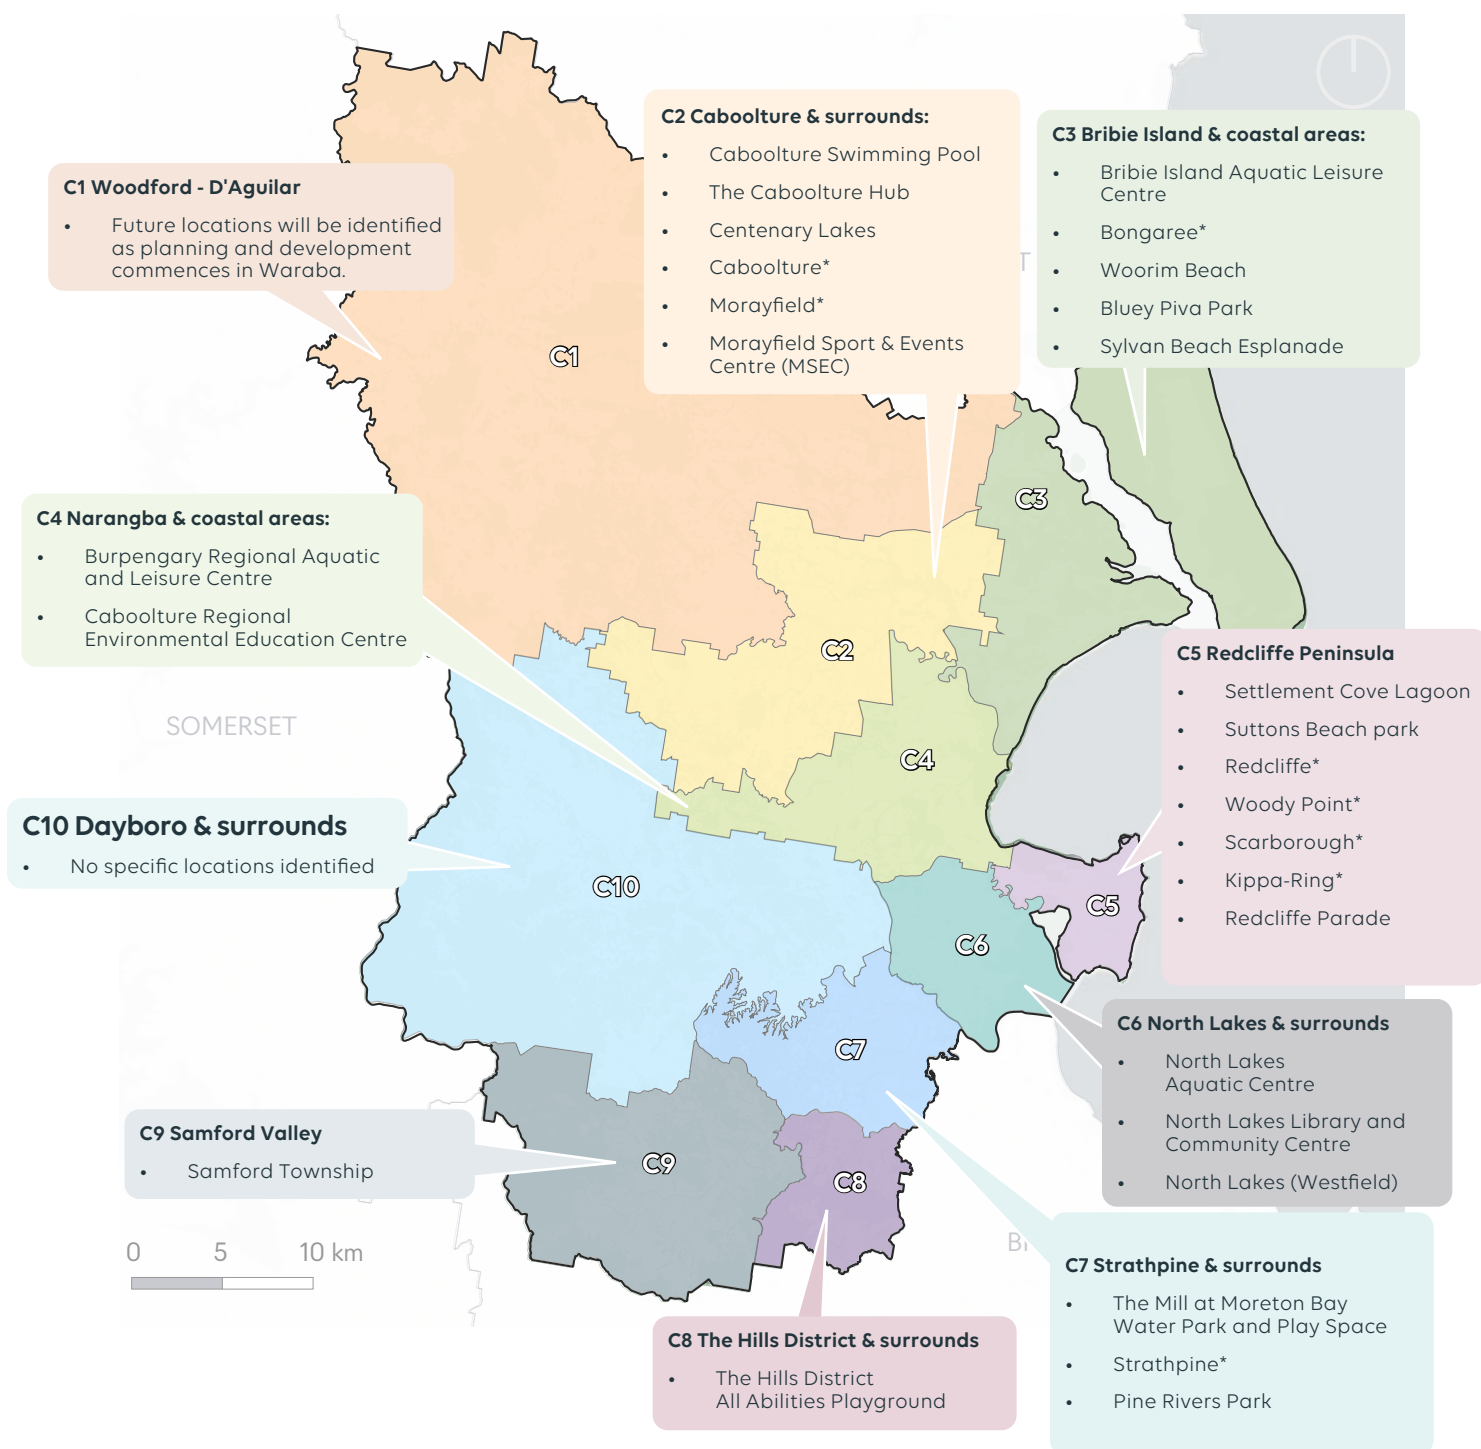 C2 Caboolture & surrounds:
• Caboolture Swimming Pool
• The Caboolture Hub
• Centenary Lakes
• Caboolture*
• Morayfield*
• Morayfield Sport & Events
Centre (MSEC)
C3 Bribie Island & coastal areas:
• Bribie Island Aquatic Leisure
Centre
• Bongaree*
• Woorim Beach
• Bluey Piva Park
• Sylvan Beach Esplanade
C1 Woodford - D'Aguilar
• Future locations will be identified
as planning and development
commences in Waraba.
T
C1
C3
C4 Narangba & coastal areas:
• Burpengary Regional Aquatic
and Leisure Centre
• Caboolture Regional
Environmental Education Centre
C2
C5 Redcliffe Peninsula
• Settlement Cove Lagoon
• Suttons Beach park
• Redcliffe*
• Woody Point*
• Scarborough*
• Kippa-Ring*
• Redcliffe Parade
SOMERSET
C4
C10 Dayboro & surrounds
• No specific locations identified
C10
C5
C6
C6 North Lakes & surrounds
• North Lakes
Aquatic Centre
• North Lakes Library and
Community Centre
• North Lakes (Westfield)
C7
C9 Samford Valley
• Samford Township
C9
C8
0 5 10 km
C7 Strathpine & surrounds
• The Mill at Moreton Bay
Water Park and Play Space
• Strathpine*
• Pine Rivers Park
C8 The Hills District & surrounds
• The Hills District
All Abilities Playground